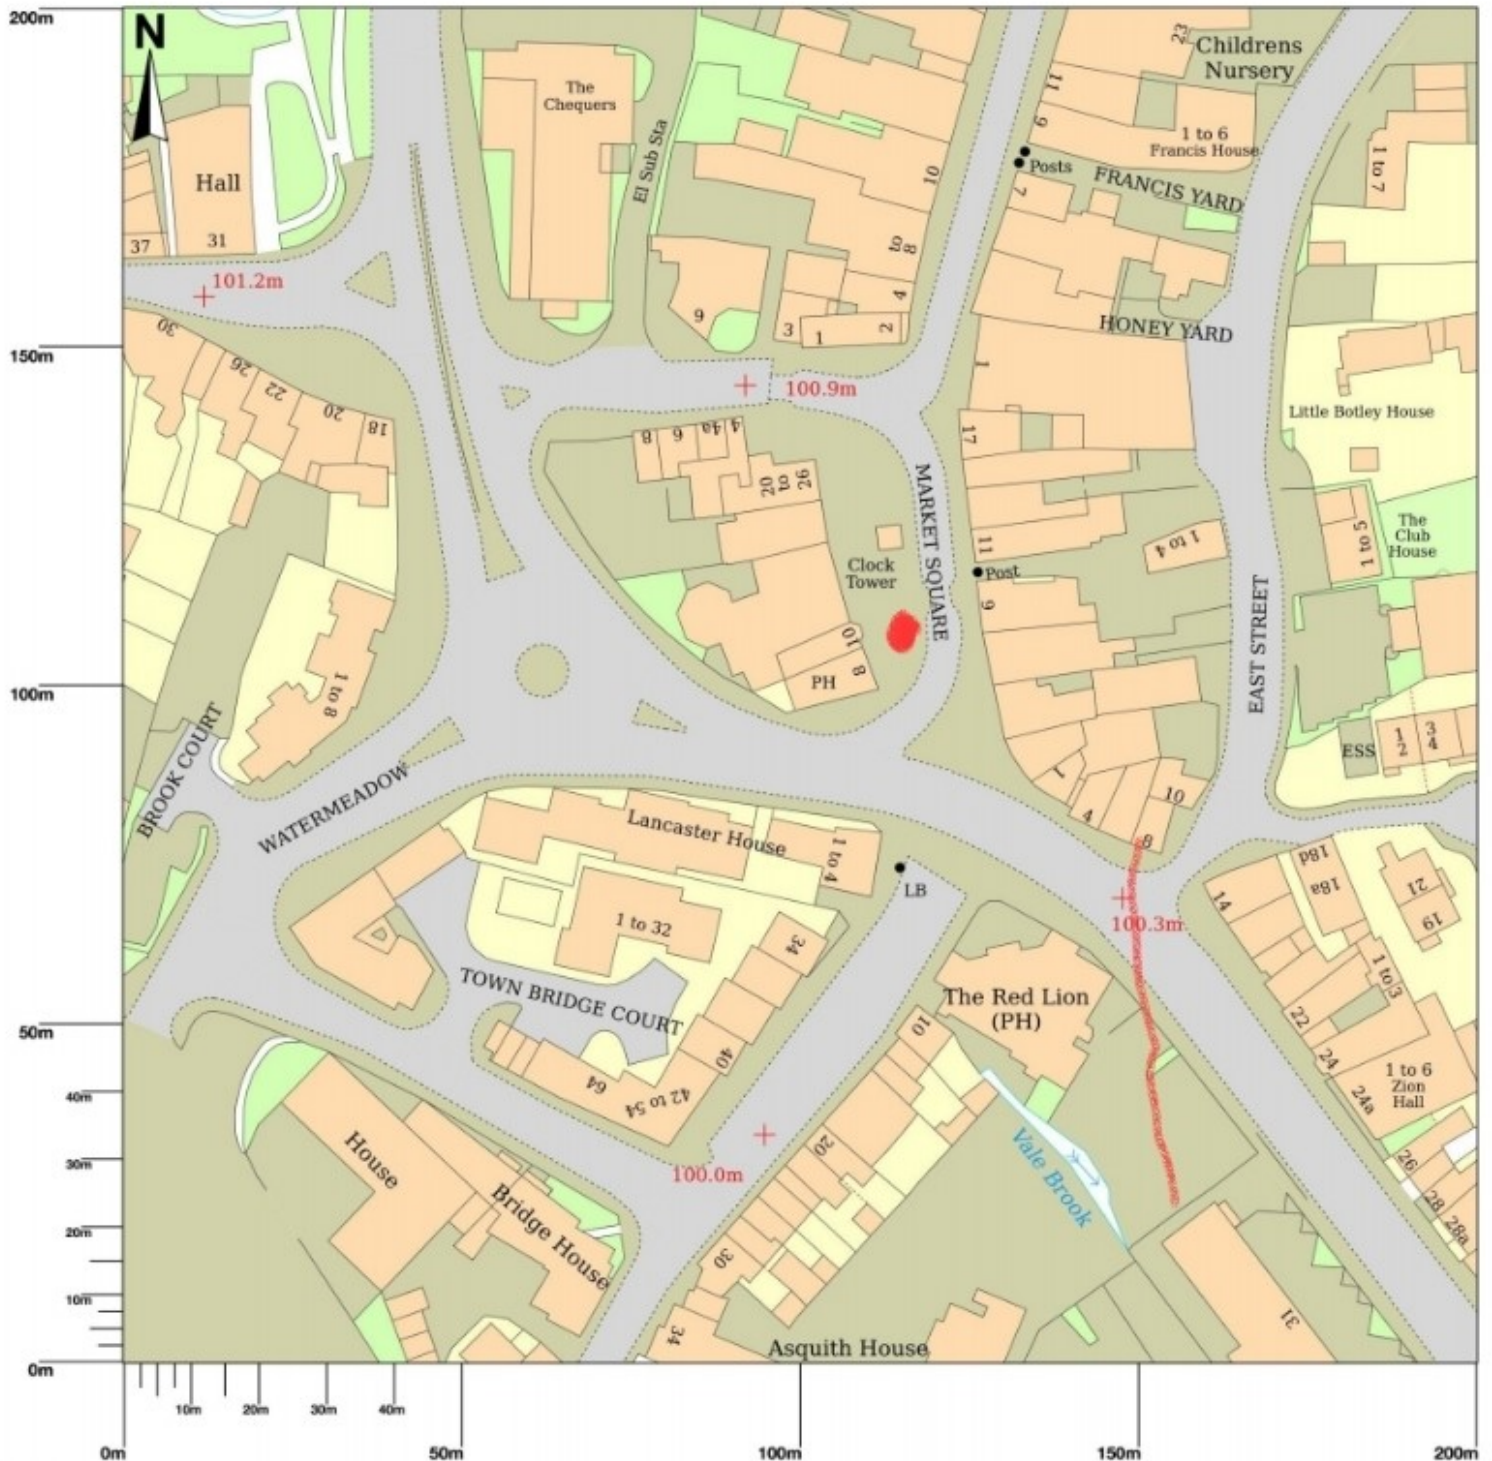 200m
N
Hall
37
31
101.2m
The
Chequers
El Sub Sta
10
to
8
4
9
3
1
2
23
Childrens
Nursery
11
9
1 to 6
Francis House
Posts
FRANCIS YARD
7
1 to 7
HONEY YARD
150m
30
26
22
20
18
100.9m
1
Little Botley House
8
6
4a
4
20
to
26
17
MARKET SQUARE
11
1 to 4
1 to 5
The
Club
House
Clock
Tower
Post
9
EAST STREET
10
8
PH
1 to 8
100m
BROOK COURT
WATERMEADOW
ESS
1
2
3
4
1
4
10
8
Lancaster House
1 to 4
LB
1 to 32
34
TOWN BRIDGE COURT
40
42 to 54
64
100.3m
14
18d
18a
21
19
The Red Lion
(PH)
10
1 to 3
22
24
24a
1 to 6
Zion
Hall
50m
40m
30m
20m
10m
0m
House
Bridge House
100.0m
20
30
34
Vale Brook
26
28
28a
31
Asquith House
10m
20m
30m
40m
0m
50m
100m
150m
200m